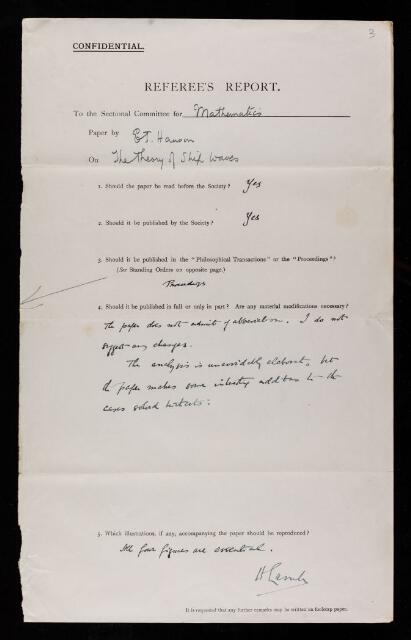 3
CONFIDENTIAL.
REFEREE'S REPORT.
To the Sectional Committee for Mathematics
Paper by E.T. Hanson
On The Theory of Ship Waves
1. Should the paper be read before the Society? Yes
2. Should it be published by the Society? Yes
3. Should it be published in the "Philosophical Transactions" or the "Proceedings"?
(See Standing Orders on opposite page.)
Proceedings
4. Should it be published in full or only in part? Are any material modifications necessary?
The paper does not admit of abbreviation. I do not
suggest any changes.
The analysis is unavoidably elaborate, but
the paper makes some interesting additions to the
cases solved hitherto.
5. Which illustrations, if any, accompanying the paper should be reproduced?
All four figures are essential.
H Lamb
It is requested that any further remarks may be written on foolscap paper.